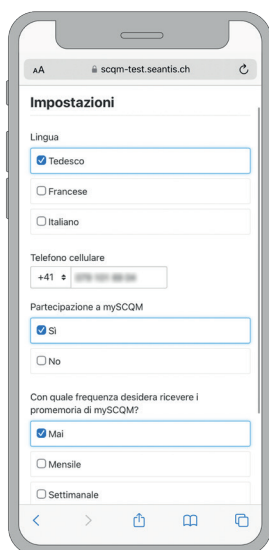 AA scqm-test.seantis.ch
Impostazioni
Lingua
Tedesco
Francese
Italiano
Telefono cellulare
+41
Partecipazione a mySCQM
Sì
No
Con quale frequenza desidera ricevere i
promemoria di mySCQM?
Mai
Mensile
Settimanale